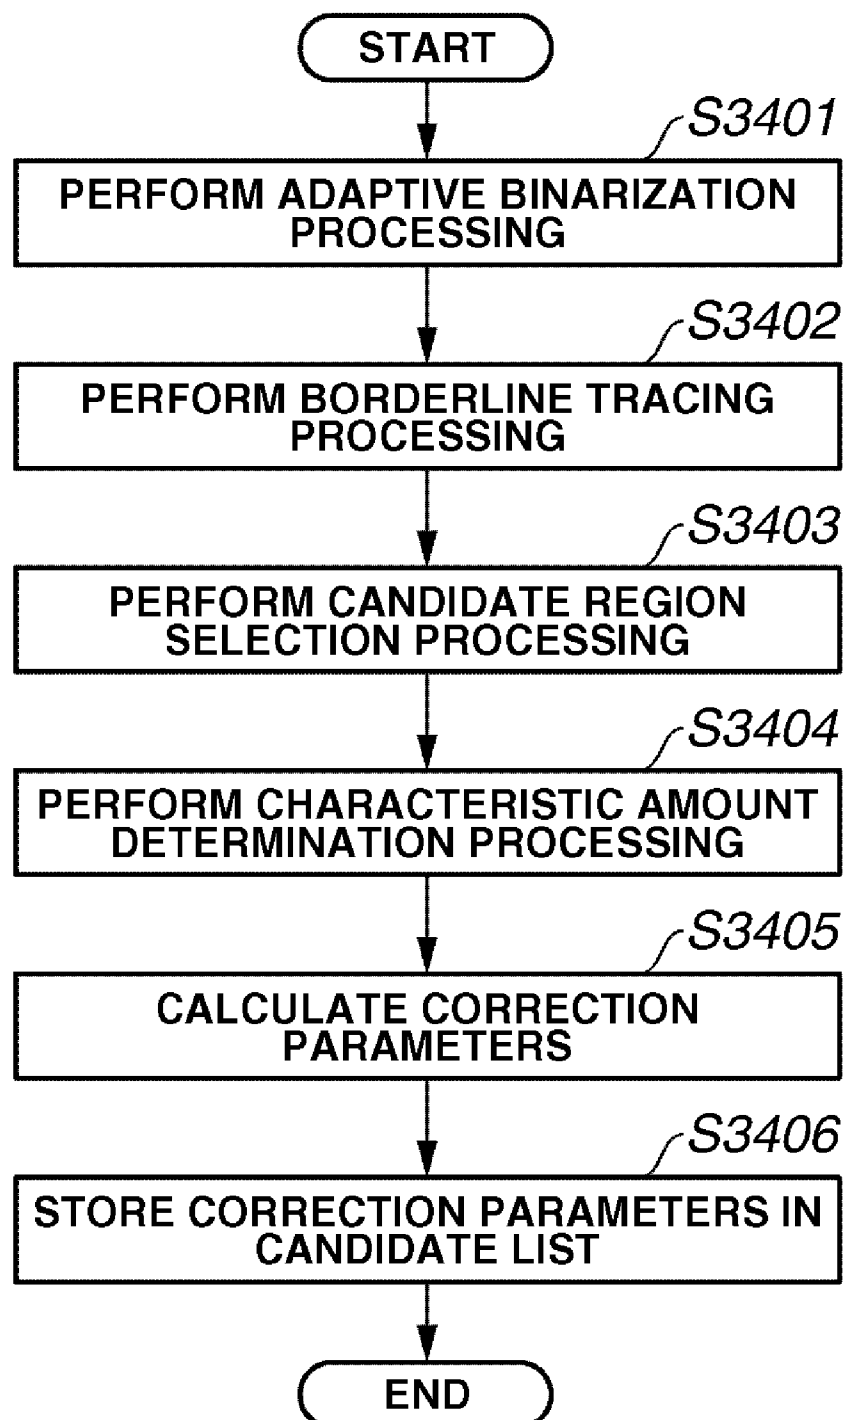 START
S3401
PERFORM ADAPTIVE BINARIZATION
PROCESSING
S3402
PERFORM BORDERLINE TRACING
PROCESSING
S3403
PERFORM CANDIDATE REGION
SELECTION PROCESSING
S3404
PERFORM CHARACTERISTIC AMOUNT
DETERMINATION PROCESSING
S3405
CALCULATE CORRECTION
PARAMETERS
S3406
STORE CORRECTION PARAMETERS IN
CANDIDATE LIST
END